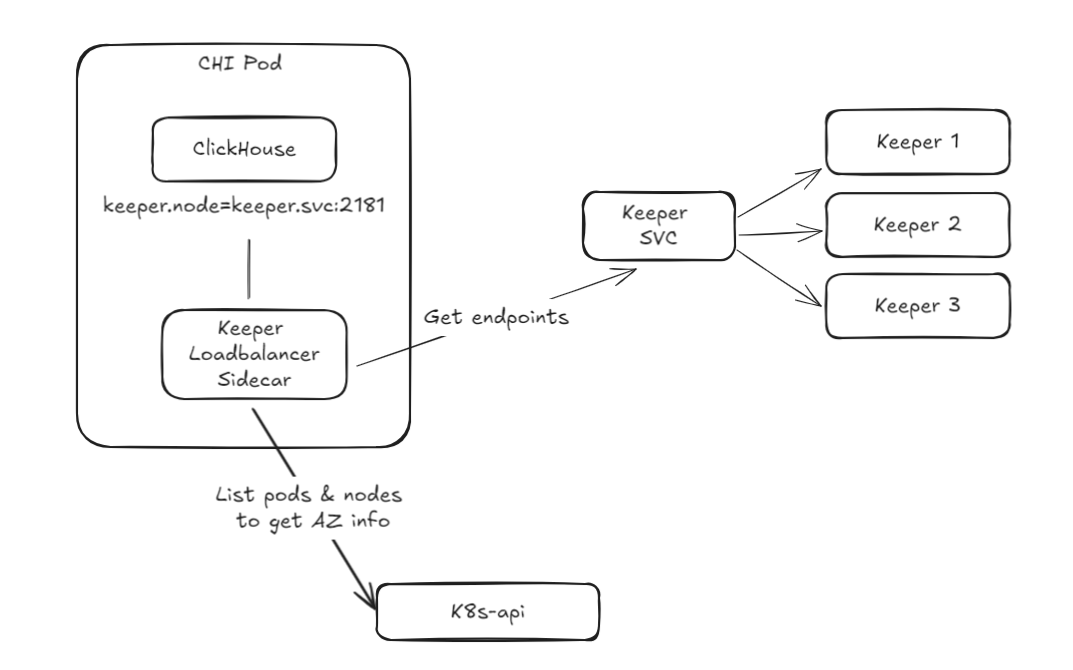 CHI Pod
ClickHouse
keeper.node=keeper.svc:2181
Keeper
Loadbalancer
Sidecar
Get endpoints
Keeper
SVC
Keeper 1
Keeper 2
Keeper 3
List pods & nodes
to get AZ info
K8s-api